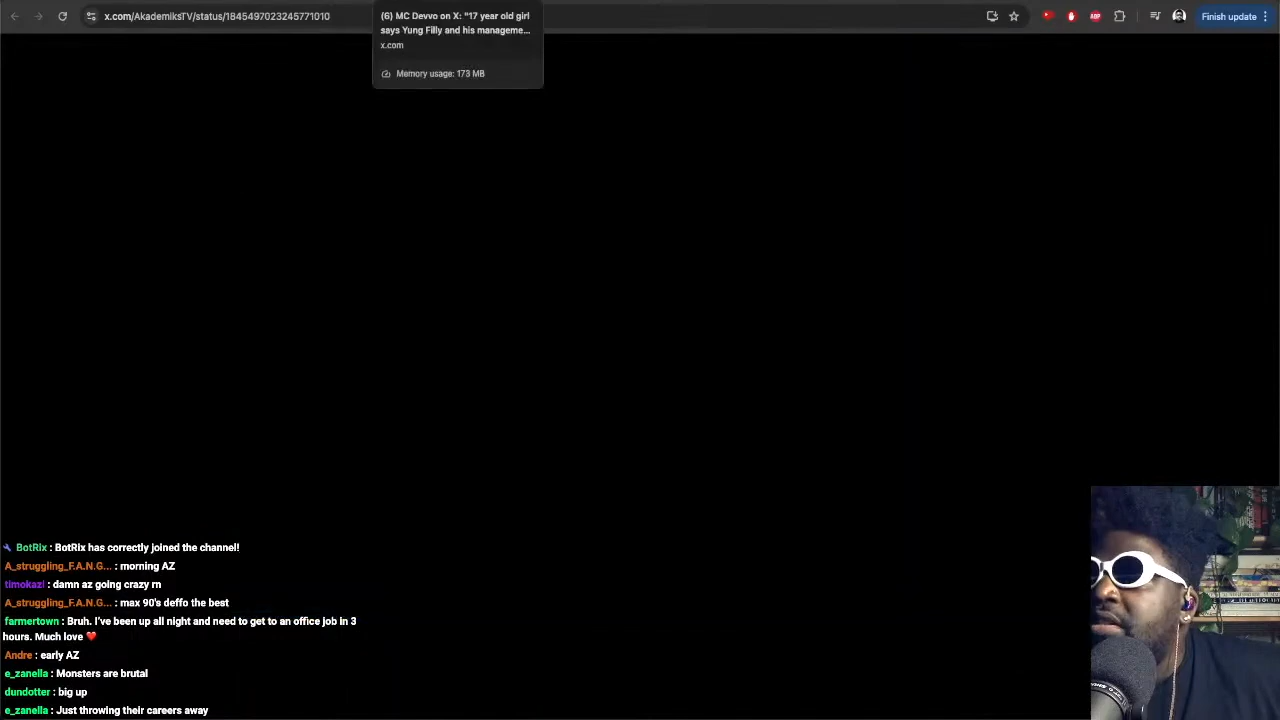 x.com/AkademiksTV/status/1845497023245771010
Finish update
(6) MC Devvo on X: "17 year old girl
says Yung Filly and his manageme...
x.com
Memory usage: 173 MB
BotRix : BotRix has correctly joined the channel!
A_struggling_F.A.N.G... : morning AZ
timokazi : damn az going crazy rn
A_struggling_F.A.N.G... : max 90's deffo the best
farmertown : Bruh. I've been up all night and need to get to an office job in 3
hours. Much love ❤️
Andre : early AZ
e_zanella : Monsters are brutal
dundotter : big up
e_zanella : Just throwing their careers away